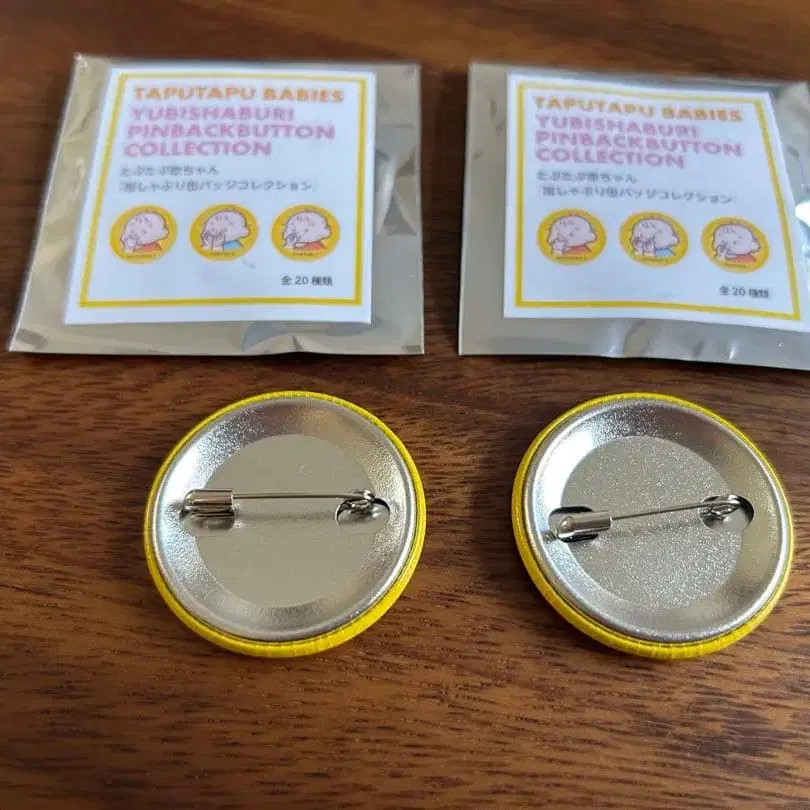 TAPUTAPU BABIES
YUBISHABURI
PINBACKBUTTON
COLLECTION
たぷたぷ赤ちゃん
「指しゃぶり缶バッジコレクション」
全20種類
TAPUTAPU BABIES
YUBISHABURI
PINBACKBUTTON
COLLECTION
たぷたぷ赤ちゃん
「指しゃぶり缶バッジコレクション」
全20種類